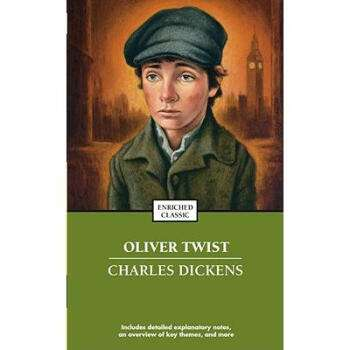 ENRICHED
CLASSIC
OLIVER TWIST
CHARLES DICKENS
Includes detailed explanatory notes,
an overview of key themes, and more